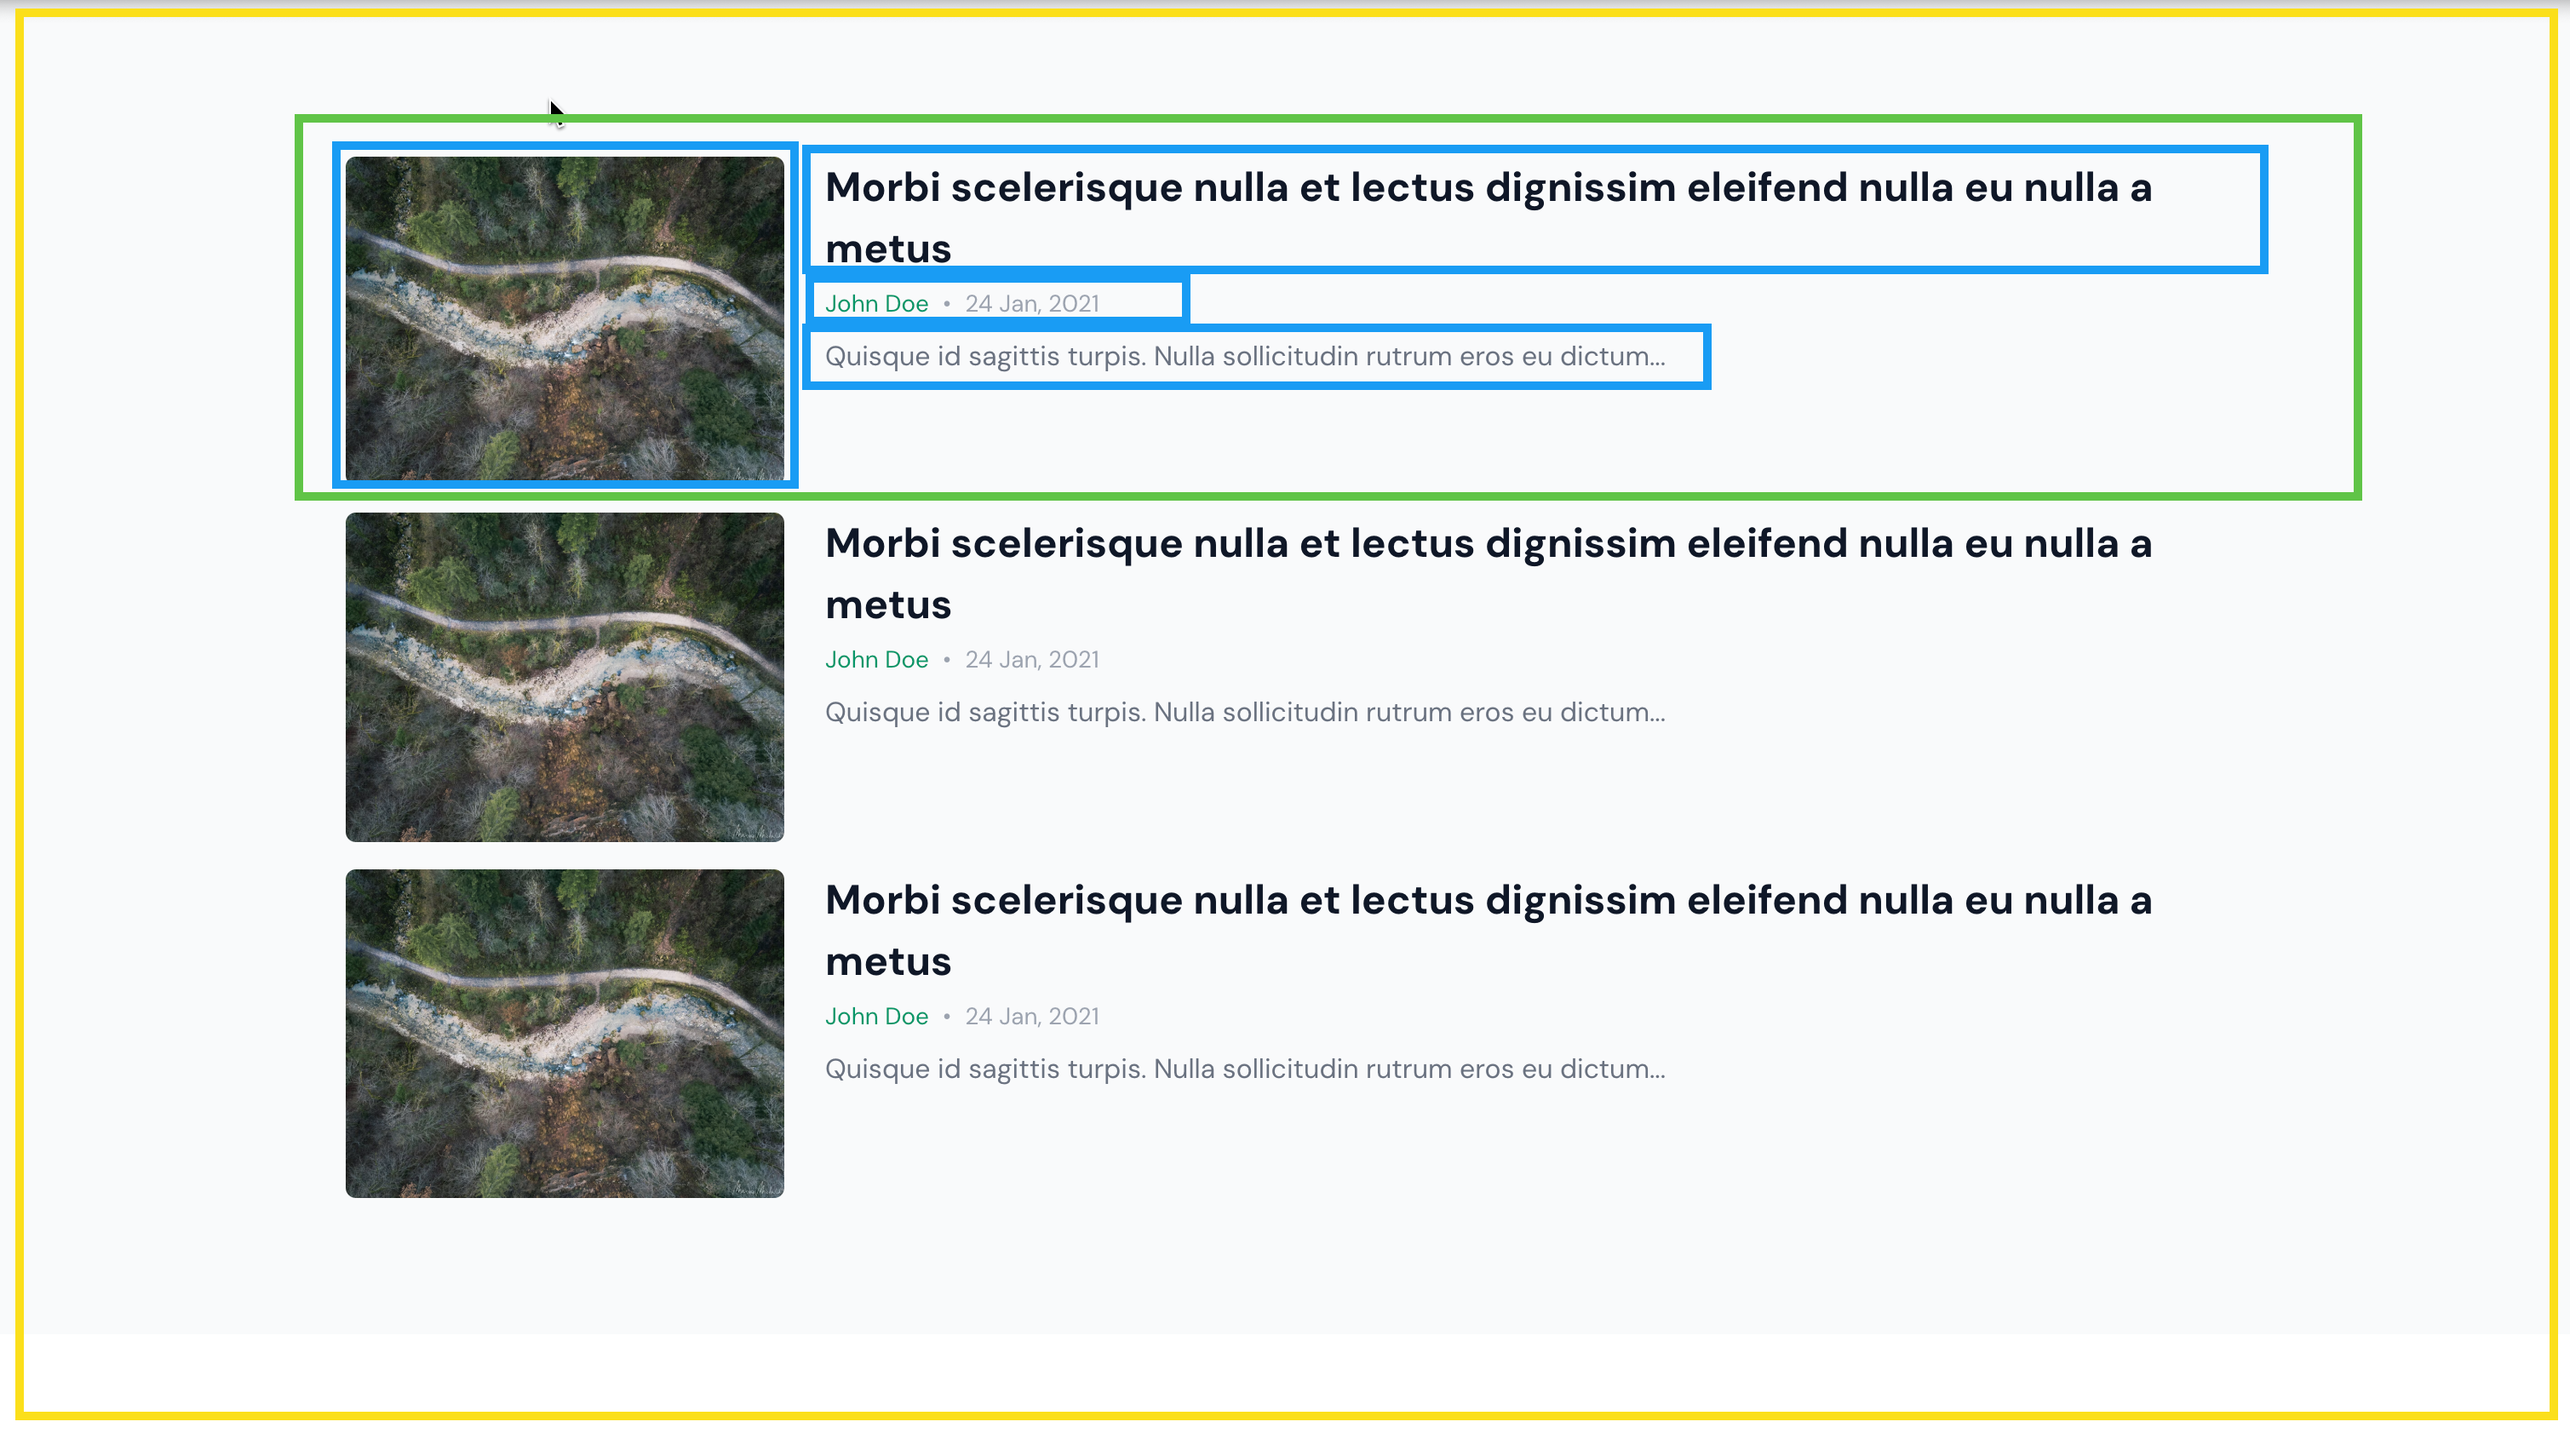 Morbi scelerisque nulla et lectus dignissim eleifend nulla eu nulla a
metus
John Doe • 24 Jan, 2021
Quisque id sagittis turpis. Nulla sollicitudin rutrum eros eu dictum...
Morbi scelerisque nulla et lectus dignissim eleifend nulla eu nulla a
metus
John Doe • 24 Jan, 2021
Quisque id sagittis turpis. Nulla sollicitudin rutrum eros eu dictum...
Morbi scelerisque nulla et lectus dignissim eleifend nulla eu nulla a
metus
John Doe • 24 Jan, 2021
Quisque id sagittis turpis. Nulla sollicitudin rutrum eros eu dictum...